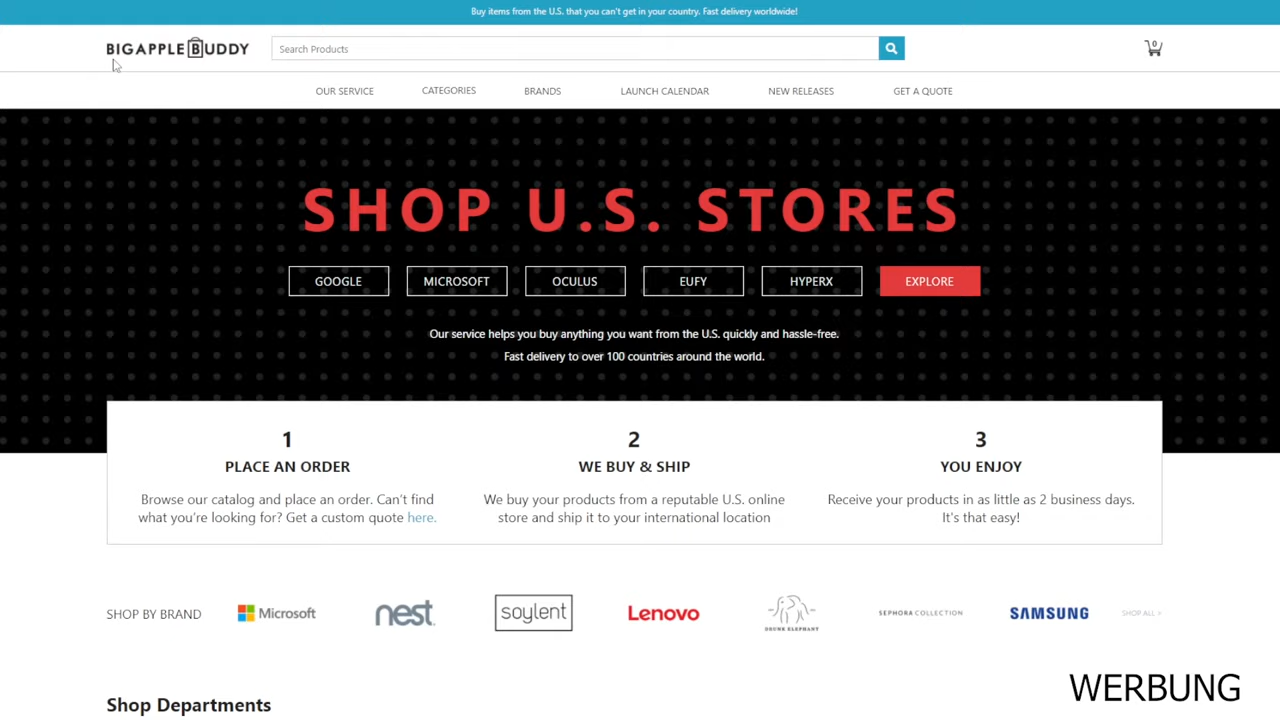 Buy items from the U.S. that you can't get in your country. Fast delivery worldwide!
BIGAPPLEBUDDY
Search Products
0
OUR SERVICE
CATEGORIES
BRANDS
LAUNCH CALENDAR
NEW RELEASES
GET A QUOTE
SHOP U.S. STORES
GOOGLE
MICROSOFT
OCULUS
EUFY
HYPERX
EXPLORE
Our service helps you buy anything you want from the U.S. quickly and hassle-free.
Fast delivery to over 100 countries around the world.
1
PLACE AN ORDER
Browse our catalog and place an order. Can't find
what you're looking for? Get a custom quote here.
2
WE BUY & SHIP
We buy your products from a reputable U.S. online
store and ship it to your international location
3
YOU ENJOY
Receive your products in as little as 2 business days.
It's that easy!
SHOP BY BRAND
Microsoft
nest
soylent
Lenovo
DRUNK ELEPHANT
SEPHORA COLLECTION
SAMSUNG
SHOP ALL >
Shop Departments
WERBUNG